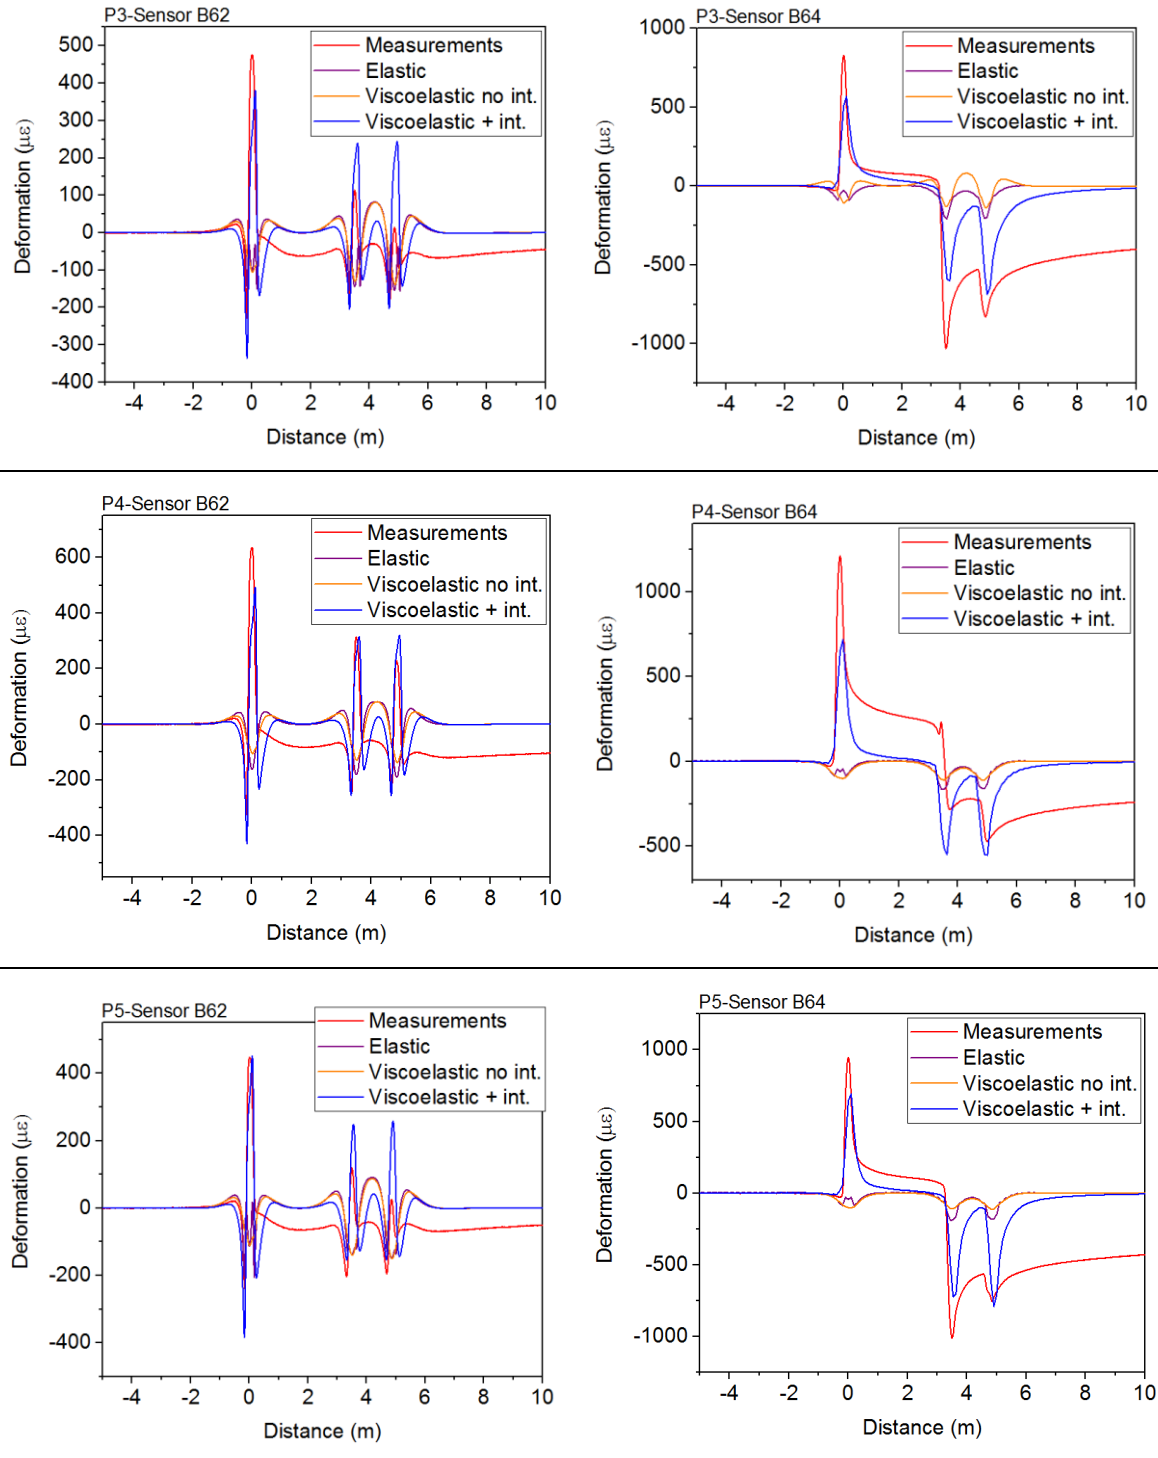 P3-Sensor B62
500
400
300
200
100
0
-100
-200
-300
-400
Deformation (με)
-4 -2 0 2 4 6 8 10
Distance (m)
Measurements
Elastic
Viscoelastic no int.
Viscoelastic + int.
P3-Sensor B64
1000
500
0
-500
-1000
Deformation (με)
-4 -2 0 2 4 6 8 10
Distance (m)
Measurements
Elastic
Viscoelastic no int.
Viscoelastic + int.
P4-Sensor B62
600
400
200
0
-200
-400
Deformation (με)
-4 -2 0 2 4 6 8 10
Distance (m)
Measurements
Elastic
Viscoelastic no int.
Viscoelastic + int.
P4-Sensor B64
1000
500
0
-500
Deformation (με)
-4 -2 0 2 4 6 8 10
Distance (m)
Measurements
Elastic
Viscoelastic no int.
Viscoelastic + int.
P5-Sensor B62
400
200
0
-200
-400
Deformation (με)
-4 -2 0 2 4 6 8 10
Distance (m)
Measurements
Elastic
Viscoelastic no int.
Viscoelastic + int.
P5-Sensor B64
1000
500
0
-500
-1000
Deformation (με)
-4 -2 0 2 4 6 8 10
Distance (m)
Measurements
Elastic
Viscoelastic no int.
Viscoelastic + int.